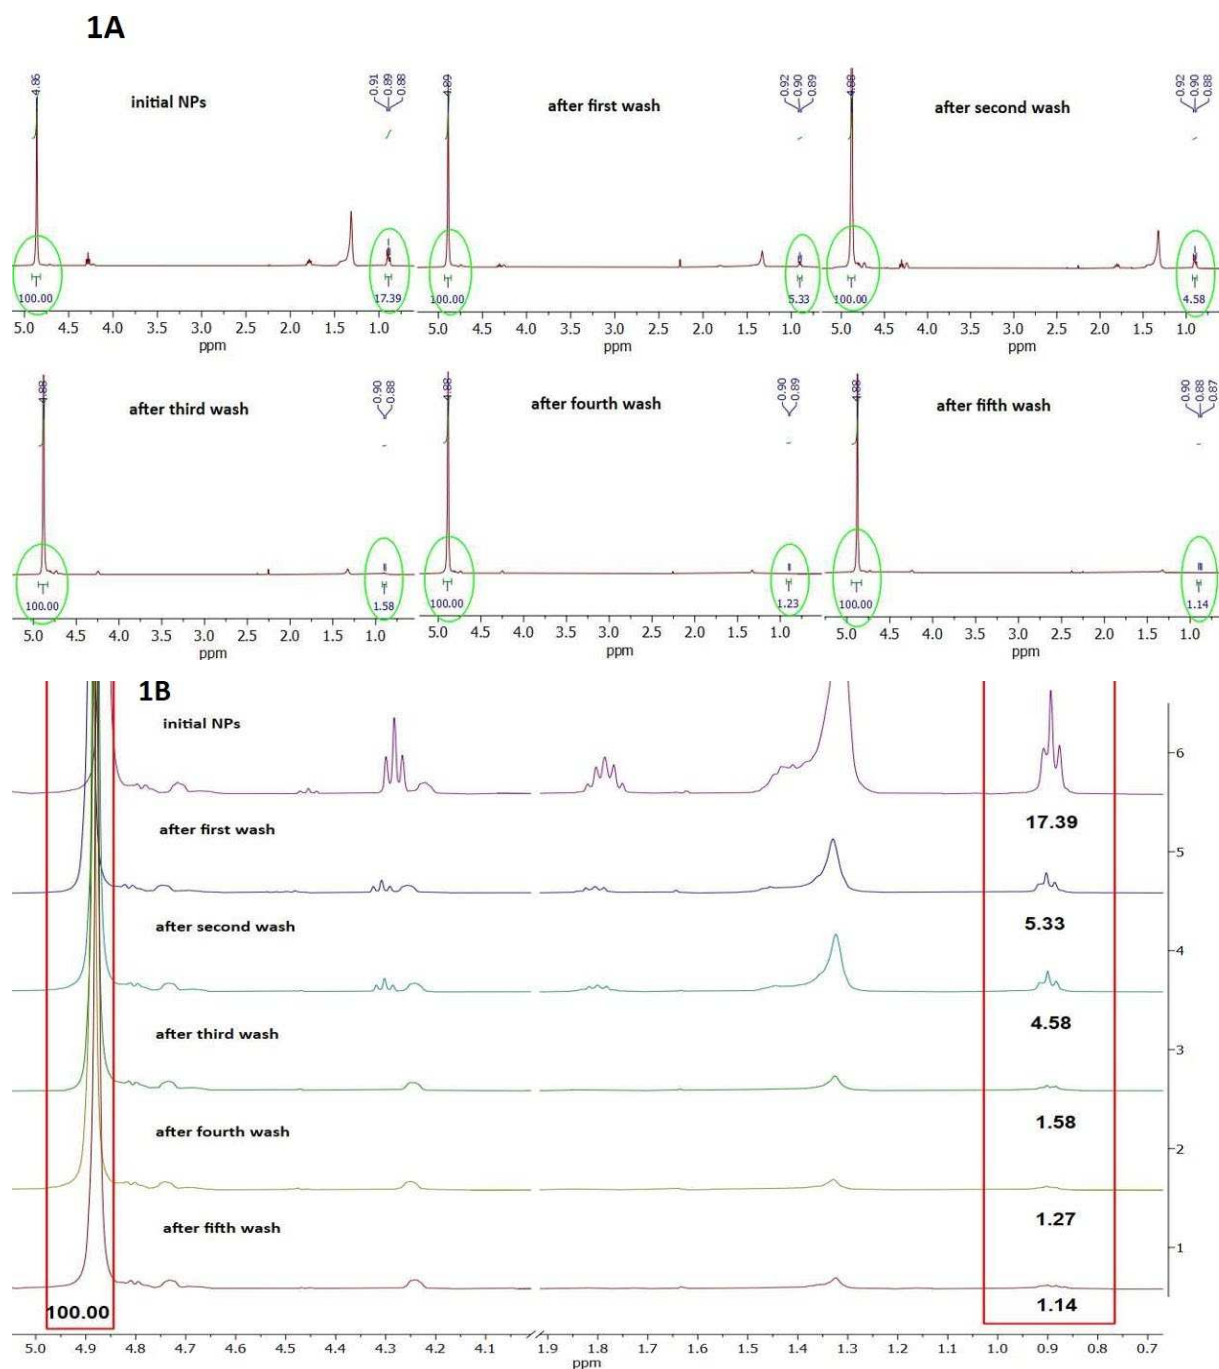 1A
4.86
0.91
0.89
0.88
initial NPs
100.00
17.39
5.0 4.5 4.0 3.5 3.0 2.5 2.0 1.5 1.0
ppm
4.89
0.92
0.90
0.89
after first wash
100.00
5.33
5.0 4.5 4.0 3.5 3.0 2.5 2.0 1.5 1.0
ppm
4.88
0.92
0.90
0.88
after second wash
100.00
4.58
5.0 4.5 4.0 3.5 3.0 2.5 2.0 1.5 1.0
ppm
4.88
0.90
0.88
after third wash
100.00
1.58
5.0 4.5 4.0 3.5 3.0 2.5 2.0 1.5 1.0
ppm
4.88
0.90
0.89
after fourth wash
100.00
1.23
5.0 4.5 4.0 3.5 3.0 2.5 2.0 1.5 1.0
ppm
4.88
0.90
0.88
0.87
after fifth wash
100.00
1.14
5.0 4.5 4.0 3.5 3.0 2.5 2.0 1.5 1.0
ppm
1B
initial NPs
6
17.39
after first wash
5
5.33
after second wash
4
4.58
after third wash
3
1.58
after fourth wash
2
1.27
after fifth wash
1
100.00
1.14
5.0 4.9 4.8 4.7 4.6 4.5 4.4 4.3 4.2 4.1 1.9 1.8 1.7 1.6 1.5 1.4 1.3 1.2 1.1 1.0 0.9 0.8 0.7
ppm